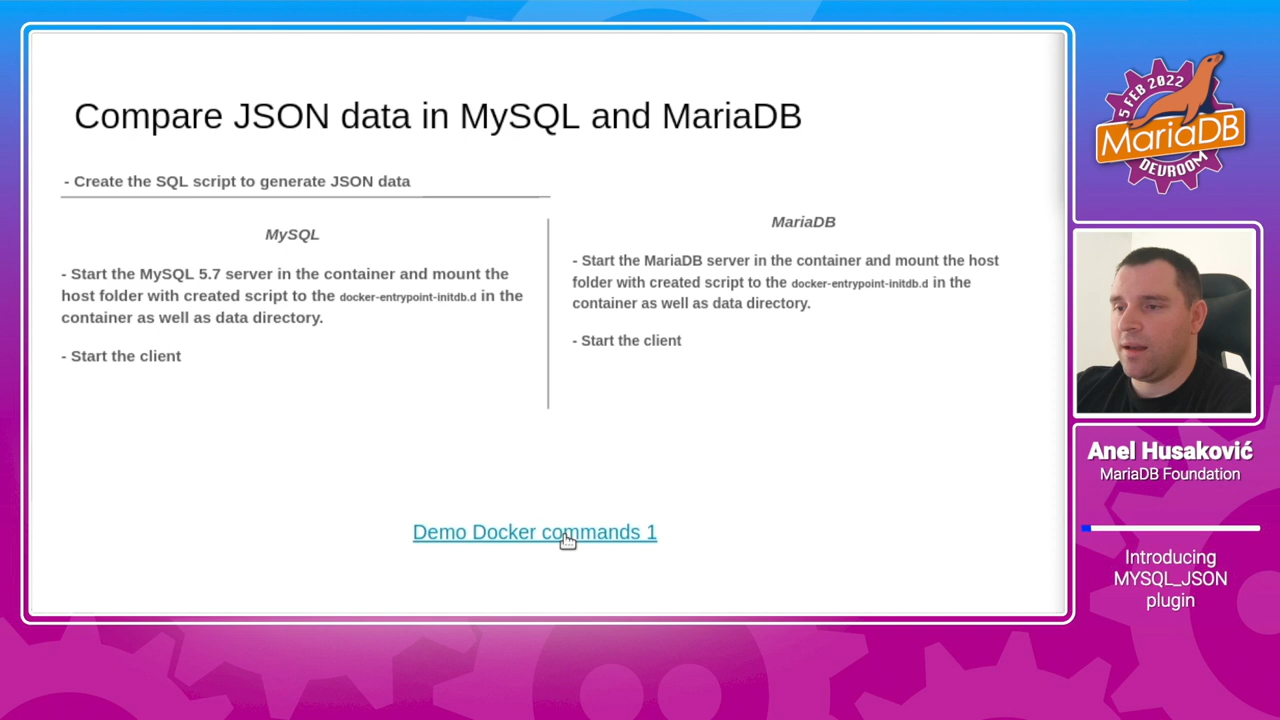 Compare JSON data in MySQL and MariaDB
- Create the SQL script to generate JSON data
MySQL
- Start the MySQL 5.7 server in the container and mount the
host folder with created script to the docker-entrypoint-initdb.d in the
container as well as data directory.
- Start the client
MariaDB
- Start the MariaDB server in the container and mount the host
folder with created script to the docker-entrypoint-initdb.d in the
container as well as data directory.
- Start the client
Demo Docker commands 1
5 FEB 2022
MariaDB
DEVROOM
Anel Husaković
MariaDB Foundation
Introducing
MYSQL_JSON
plugin